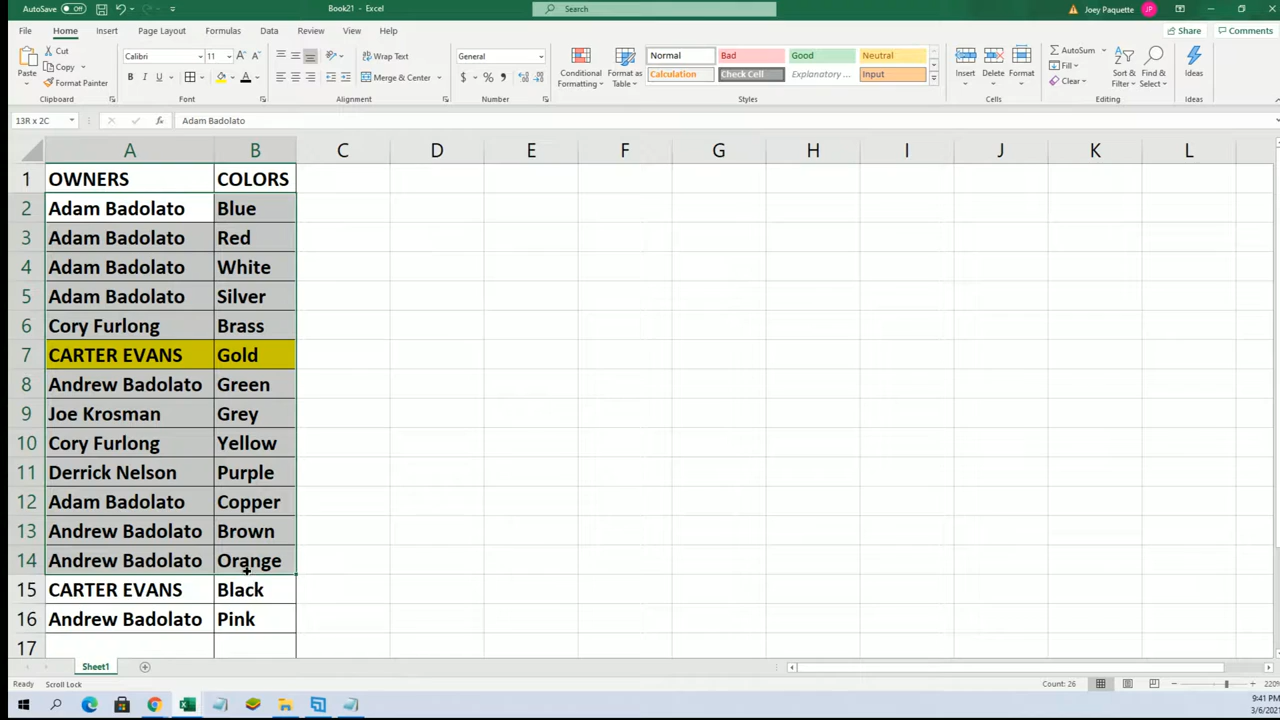 AutoSave Off Book21 - Excel Search Joey Paquette JP
File Home Insert Page Layout Formulas Data Review View Help Share Comments
Cut Calibri 11 Wrap Text General Normal Bad Good Neutral AutoSum
Copy Fill
Paste Format Painter B I U Merge & Center $ % Conditional Formatting Format as Table Calculation Check Cell Explanatory ... Input Insert Delete Format Clear Sort & Filter Find & Select Ideas
Clipboard Font Alignment Number Styles Cells Editing Ideas
13R x 2C fx Adam Badolato
A B C D E F G H I J K L
1 OWNERS COLORS
2 Adam Badolato Blue
3 Adam Badolato Red
4 Adam Badolato White
5 Adam Badolato Silver
6 Cory Furlong Brass
7 CARTER EVANS Gold
8 Andrew Badolato Green
9 Joe Krosman Grey
10 Cory Furlong Yellow
11 Derrick Nelson Purple
12 Adam Badolato Copper
13 Andrew Badolato Brown
14 Andrew Badolato Orange
15 CARTER EVANS Black
16 Andrew Badolato Pink
17
Sheet1
Ready Scroll Lock Count: 26
9:41 PM